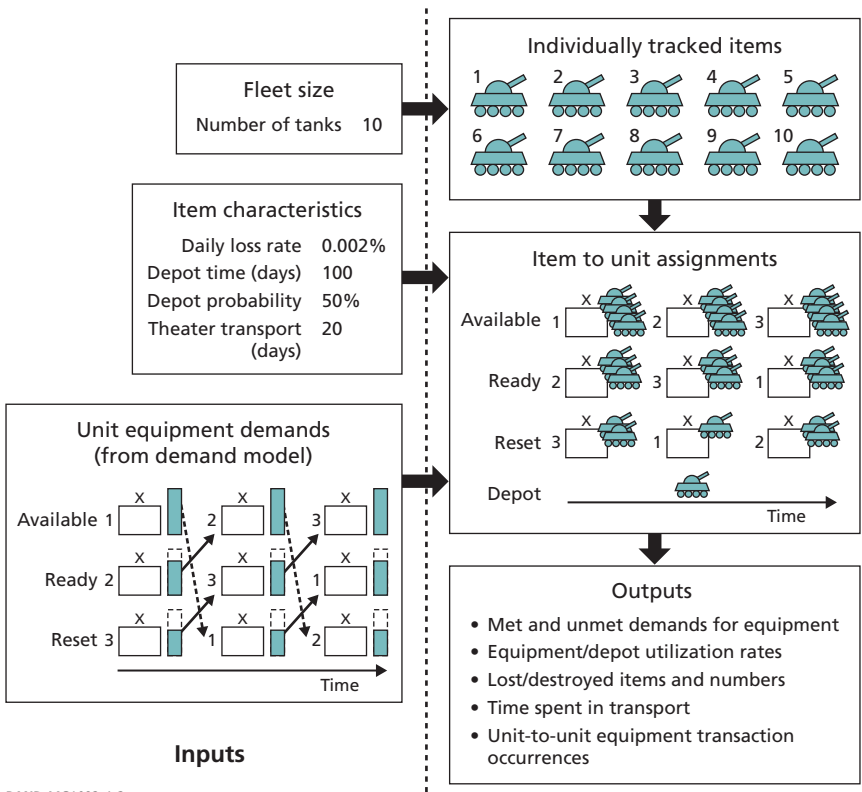 Fleet size
Number of tanks 10
Item characteristics
Daily loss rate 0.002%
Depot time (days) 100
Depot probability 50%
Theater transport 20
(days)
Unit equipment demands
(from demand model)
Available 1 X 2 X 3 X
Ready 2 X 3 X 1 X
Reset 3 X 1 X 2 X
Time
Inputs
Individually tracked items
1 2 3 4 5
6 7 8 9 10
Item to unit assignments
Available 1 X 2 X 3 X
Ready 2 X 3 X 1 X
Reset 3 X 1 X 2 X
Depot
Time
Outputs
• Met and unmet demands for equipment
• Equipment/depot utilization rates
• Lost/destroyed items and numbers
• Time spent in transport
• Unit-to-unit equipment transaction
occurrences